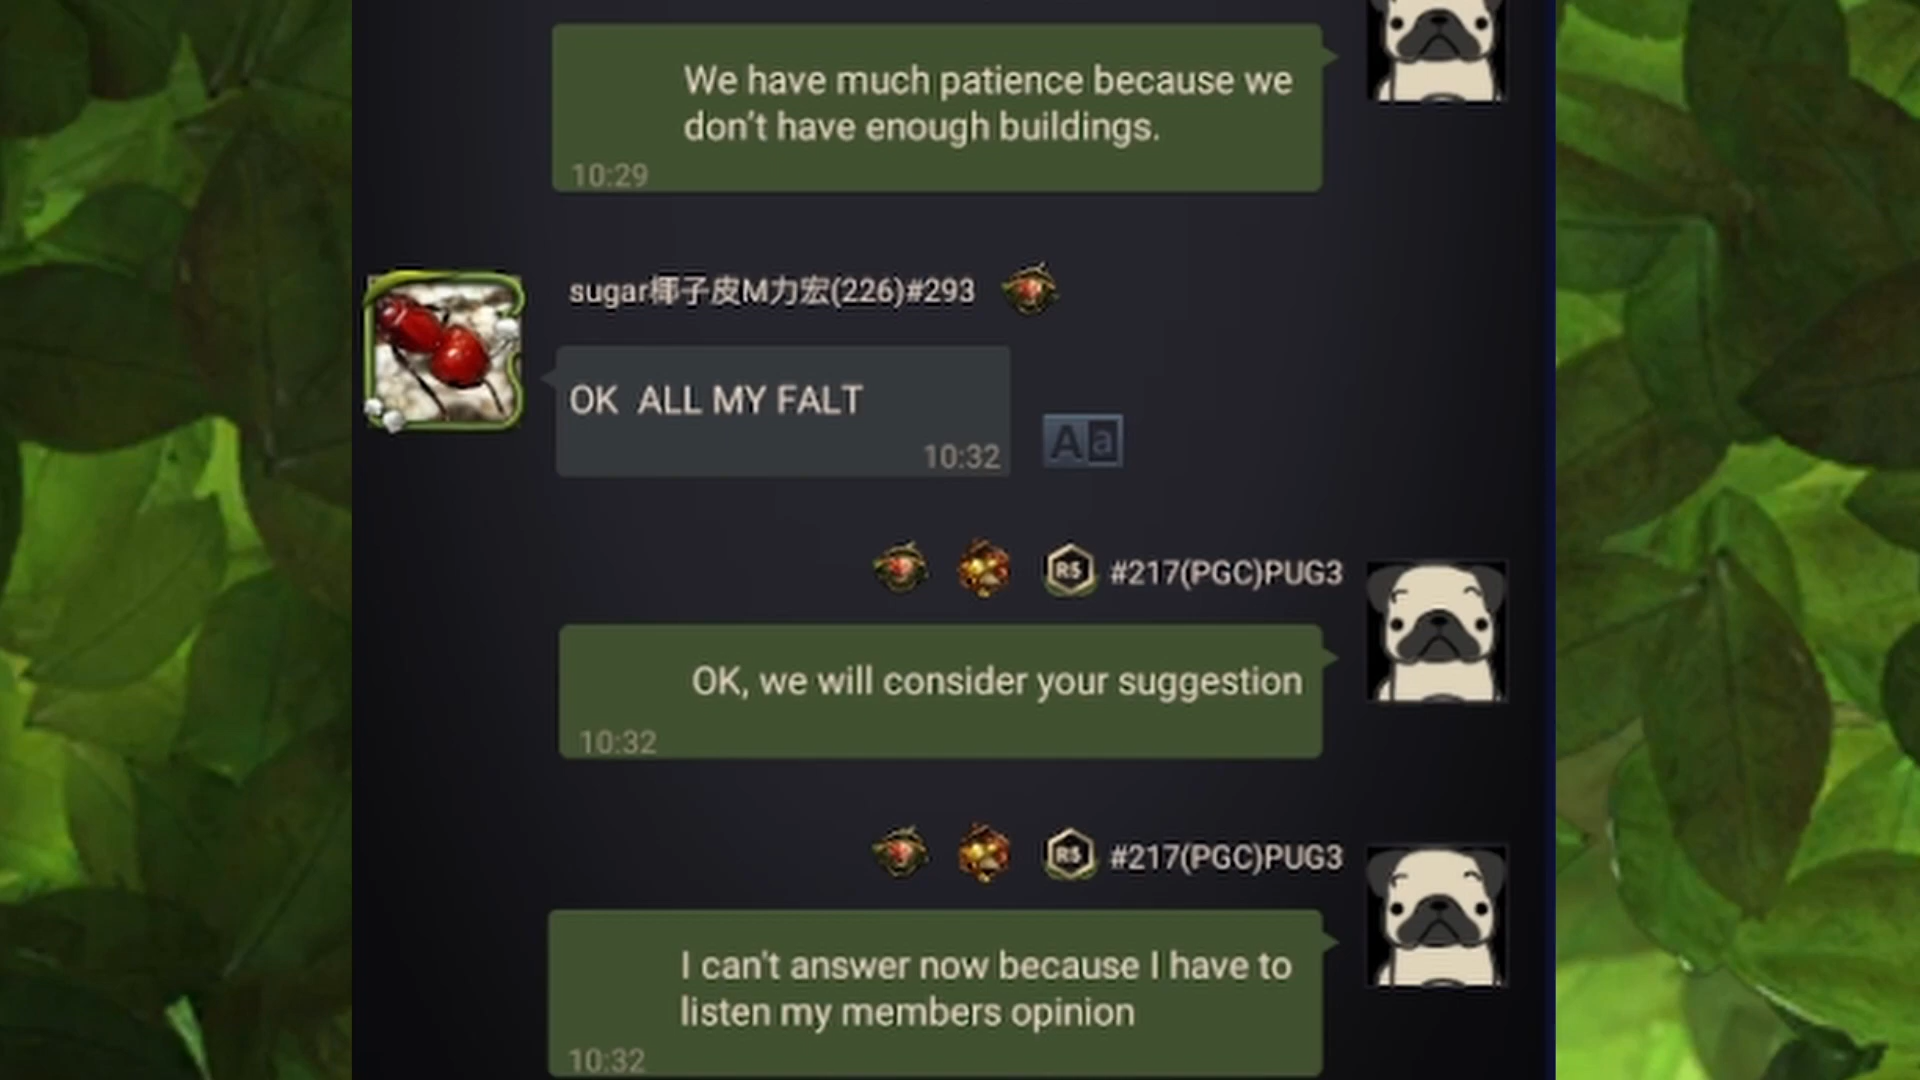 We have much patience because we
don't have enough buildings.
10:29
sugar椰子皮M力宏(226)#293
OK  ALL MY FALT
10:32
Aa
R5 #217(PGC)PUG3
OK, we will consider your suggestion
10:32
R5 #217(PGC)PUG3
I can't answer now because I have to
listen my members opinion
10:32